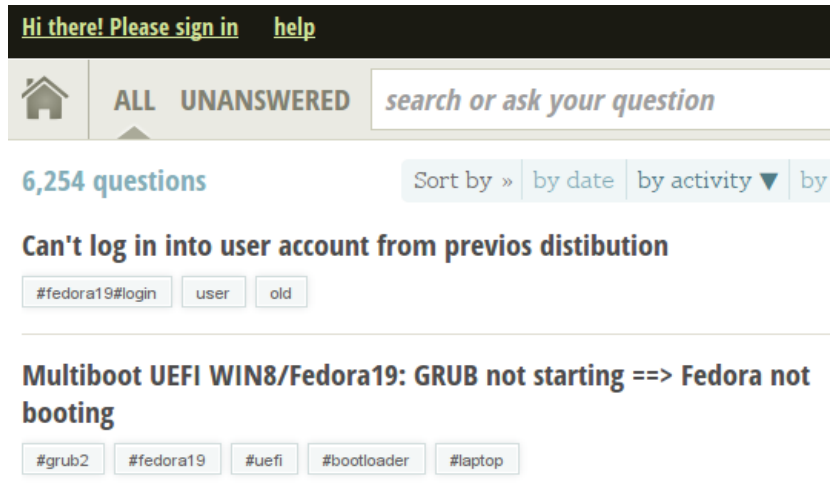 Hi there! Please sign in help
ALL UNANSWERED search or ask your question
6,254 questions Sort by » by date by activity ▼ by
Can't log in into user account from previos distibution
#fedora19#login user old
Multiboot UEFI WIN8/Fedora19: GRUB not starting ==> Fedora not
booting
#grub2 #fedora19 #uefi #bootloader #laptop